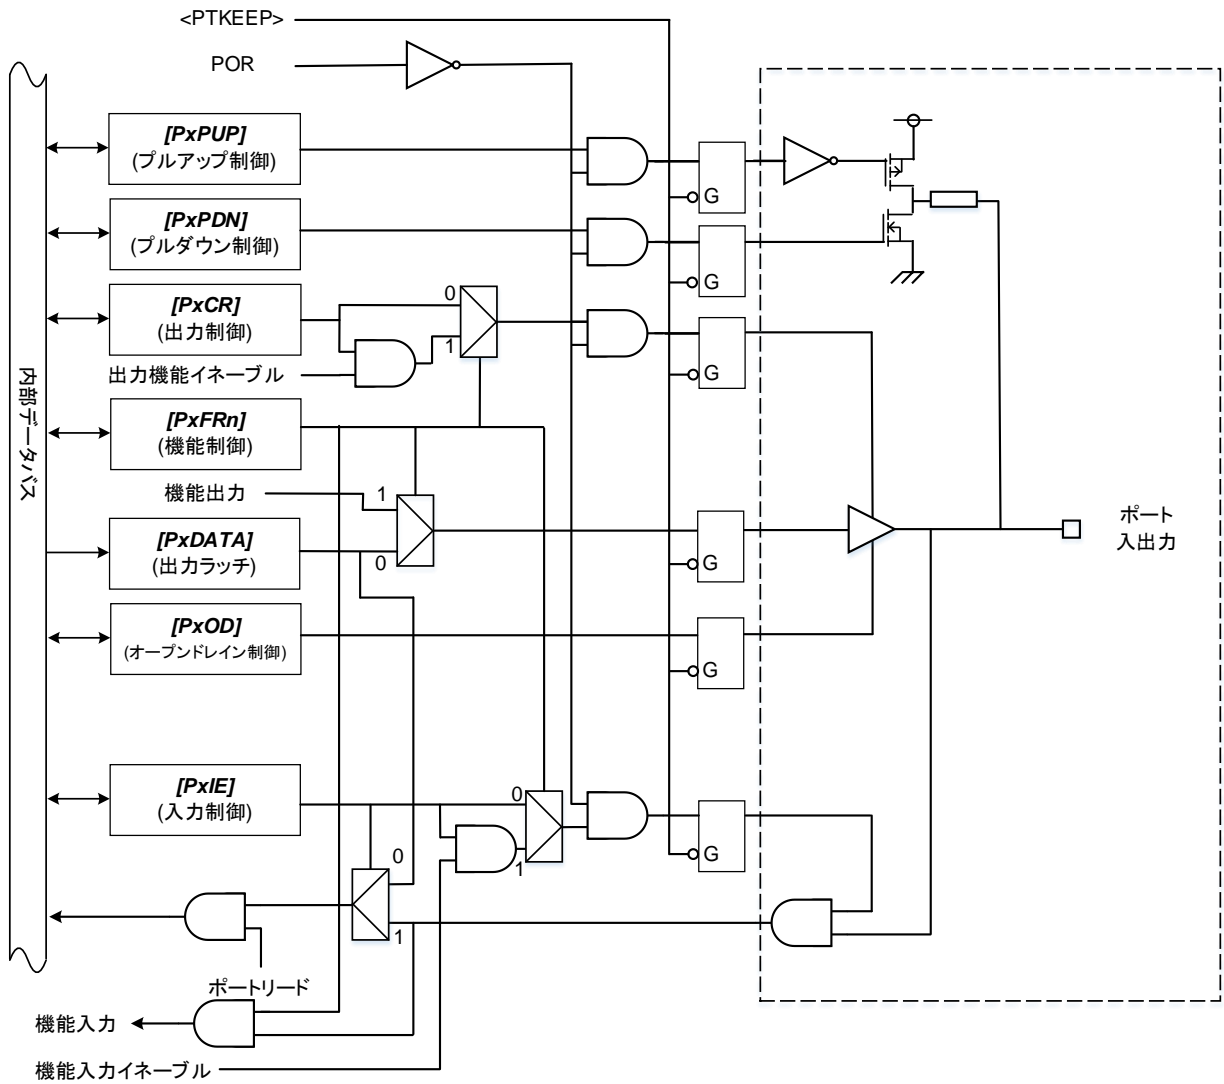 <PTKEEP>
POR
[PxPUP]
(プルアップ制御)
G
[PxPDN]
(プルダウン制御)
G
[PxCR]
(出力制御)
0
1
G
出力機能イネーブル
内部データバス
[PxFRn]
(機能制御)
機能出力
1
0
[PxDATA]
(出力ラッチ)
G
ポート
入出力
[PxOD]
(オープンドレイン制御)
G
[PxIE]
(入力制御)
0
1
G
0
1
ポートリード
機能入力
機能入力イネーブル